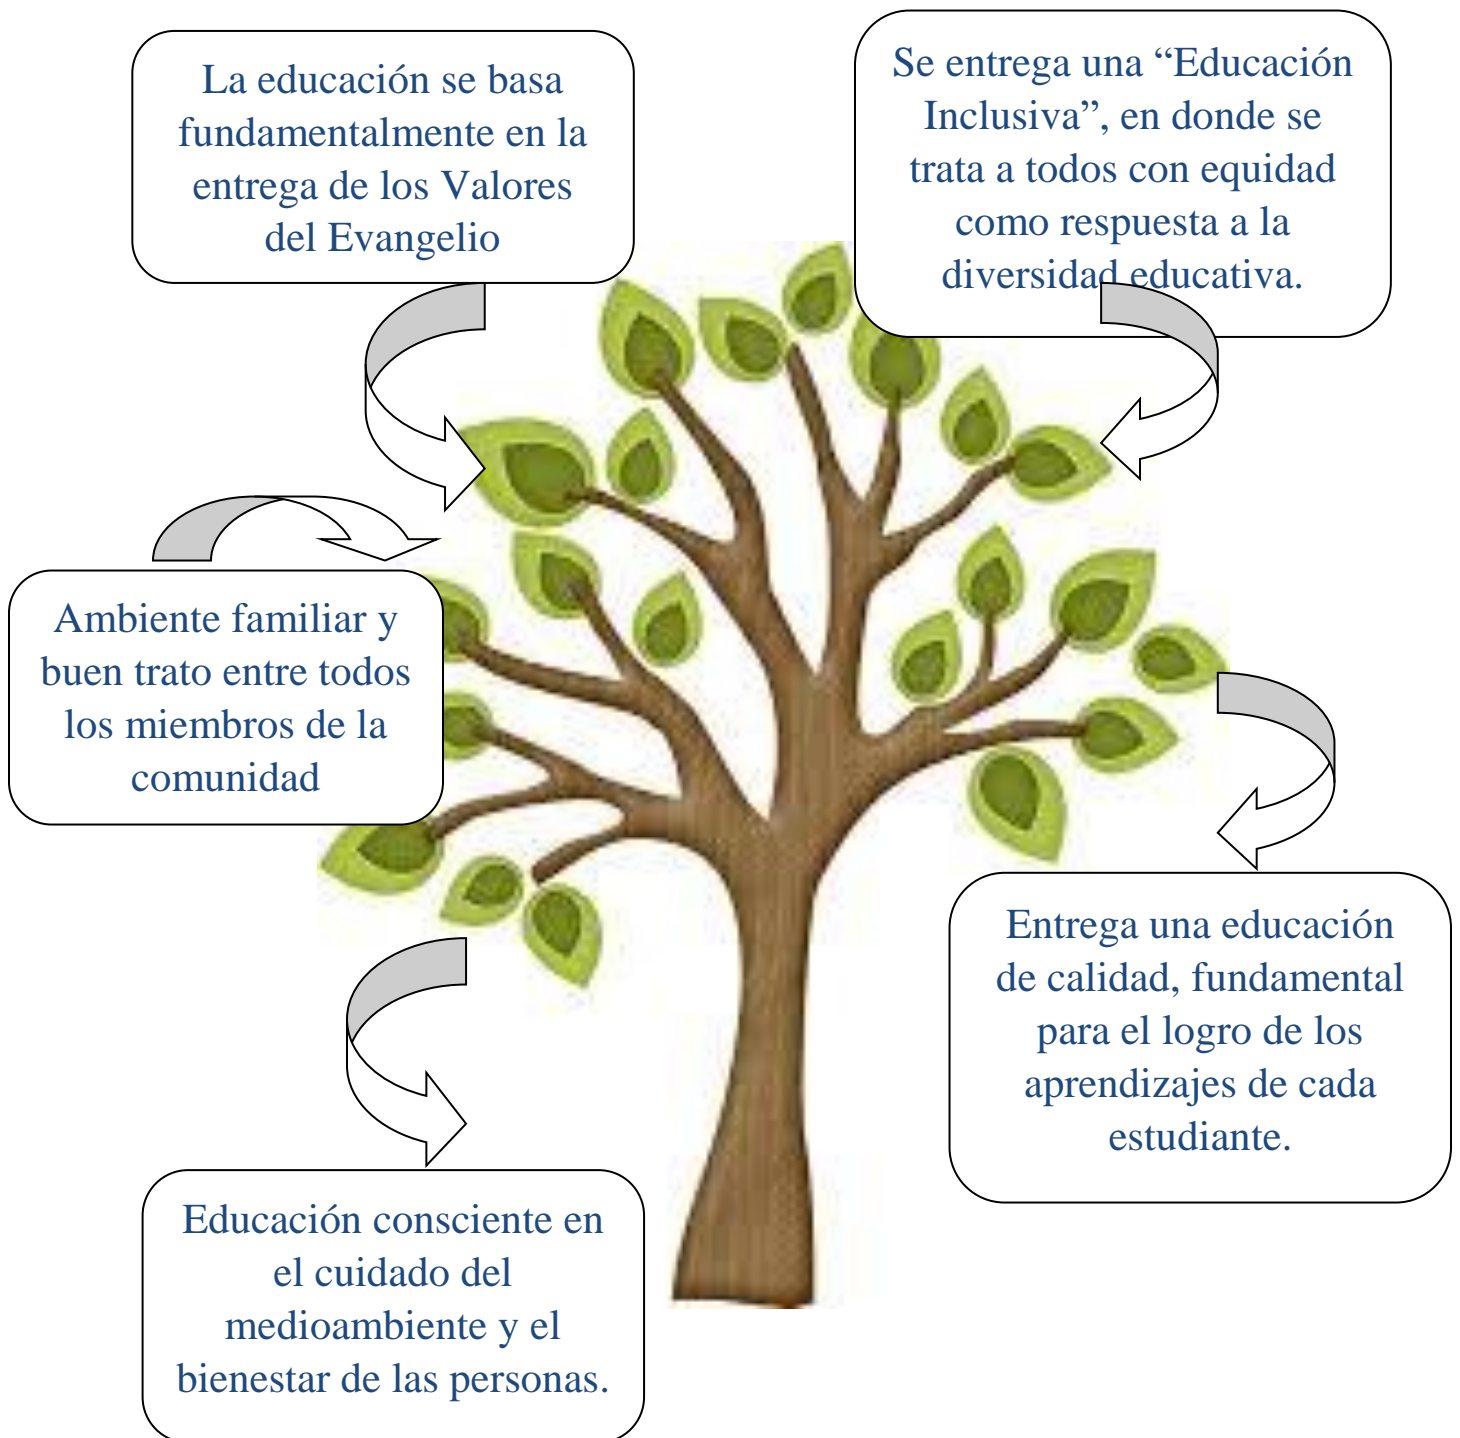 La educación se basa
fundamentalmente en la
entrega de los Valores
del Evangelio
Se entrega una “Educación
Inclusiva”, en donde se
trata a todos con equidad
como respuesta a la
diversidad educativa.
Ambiente familiar y
buen trato entre todos
los miembros de la
comunidad
Entrega una educación
de calidad, fundamental
para el logro de los
aprendizajes de cada
estudiante.
Educación consciente en
el cuidado del
medioambiente y el
bienestar de las personas.